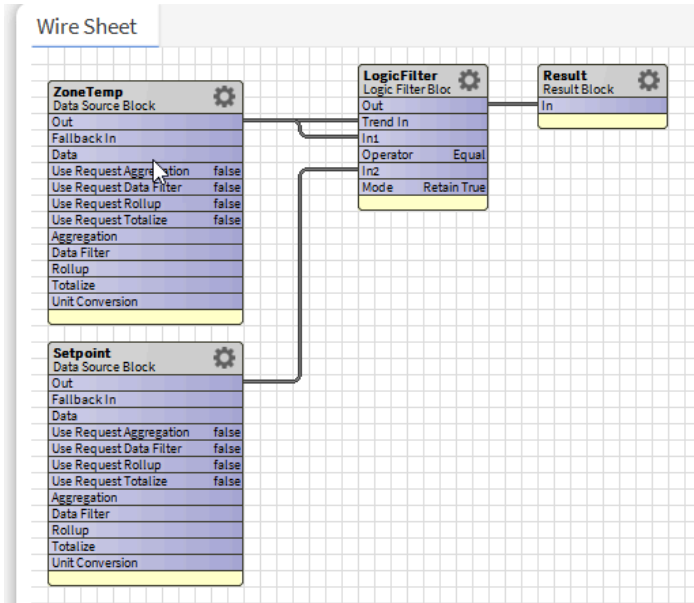 Wire Sheet
ZoneTemp
Data Source Block
Out
Fallback In
Data
Use Request Aggregation false
Use Request Data Filter false
Use Request Rollup false
Use Request Totalize false
Aggregation
Data Filter
Rollup
Totalize
Unit Conversion
Setpoint
Data Source Block
Out
Fallback In
Data
Use Request Aggregation false
Use Request Data Filter false
Use Request Rollup false
Use Request Totalize false
Aggregation
Data Filter
Rollup
Totalize
Unit Conversion
LogicFilter
Logic Filter Bloc
Out
Trend In
In1
Operator Equal
In2
Mode Retain True
Result
Result Block
In